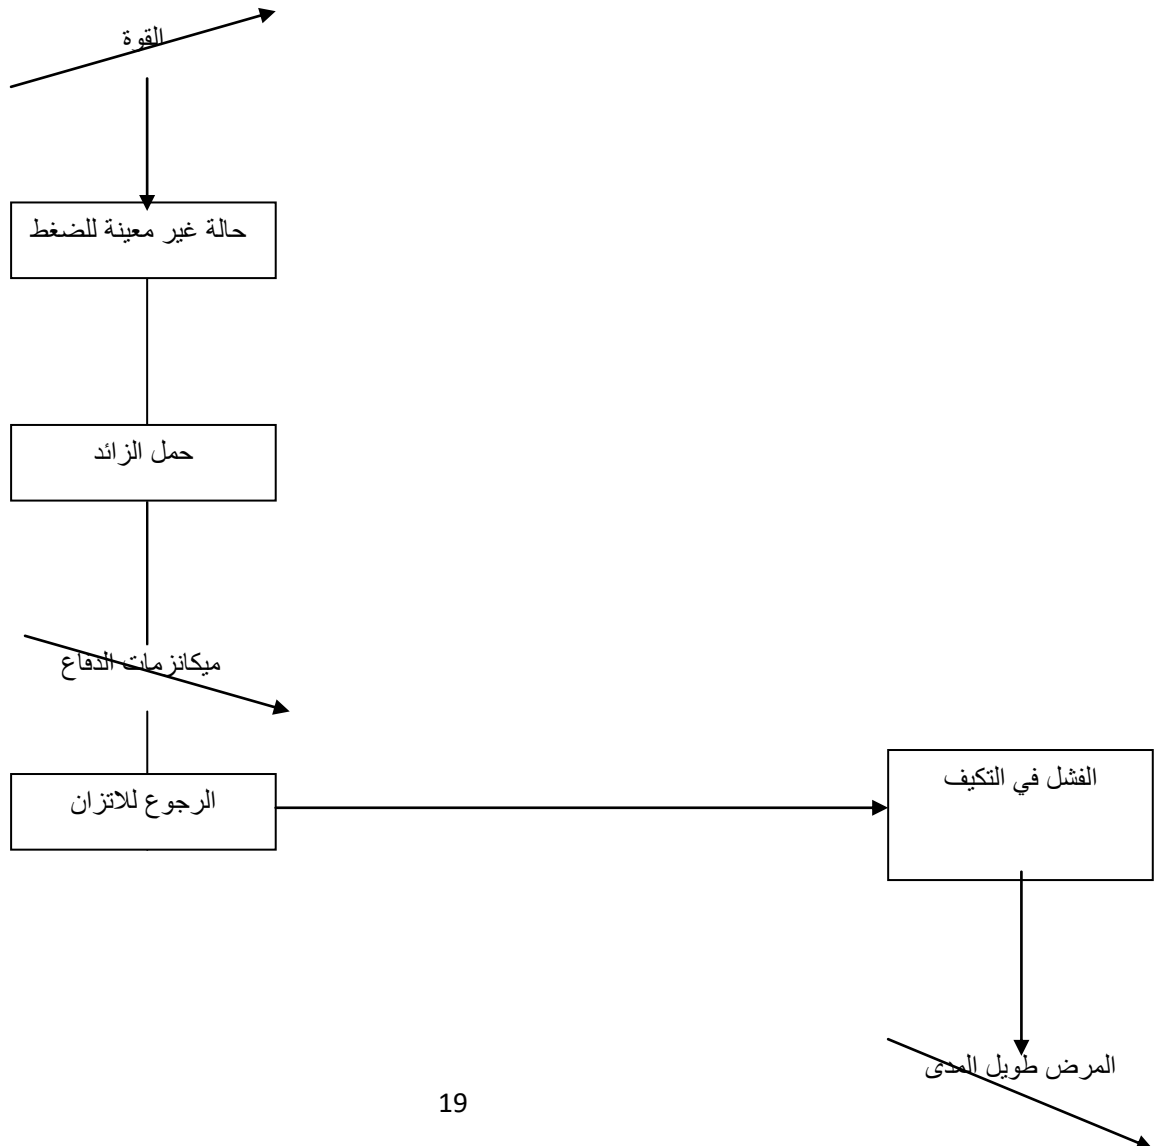 القوة
حالة غير معينة للضغط
حمل الزائد
ميكانزمات الدفاع
الرجوع للاتزان
الفشل في التكيف
المرض طويل المدى
19